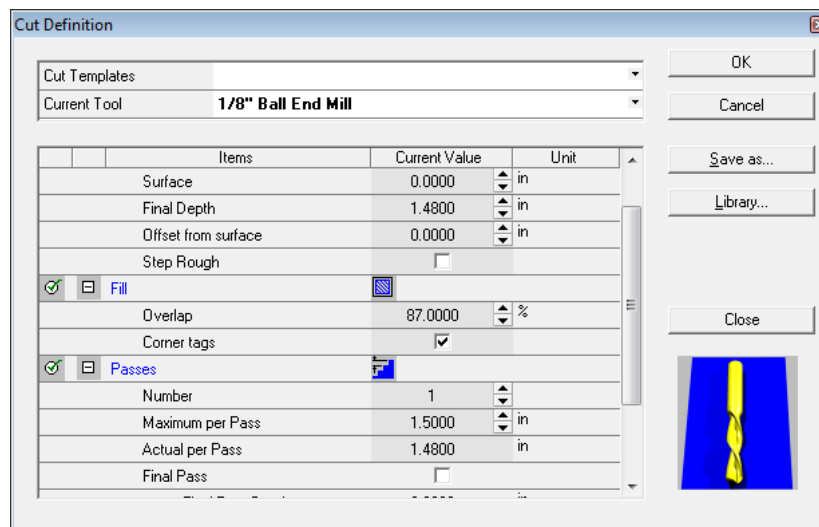 Cut Definition
Cut Templates
Current Tool 1/8" Ball End Mill
OK
Cancel
Save as...
Library...
Close
Items Current Value Unit
Surface 0.0000 in
Final Depth 1.4800 in
Offset from surface 0.0000 in
Step Rough
Fill
Overlap 87.0000 %
Corner tags
Passes
Number 1
Maximum per Pass 1.5000 in
Actual per Pass 1.4800 in
Final Pass